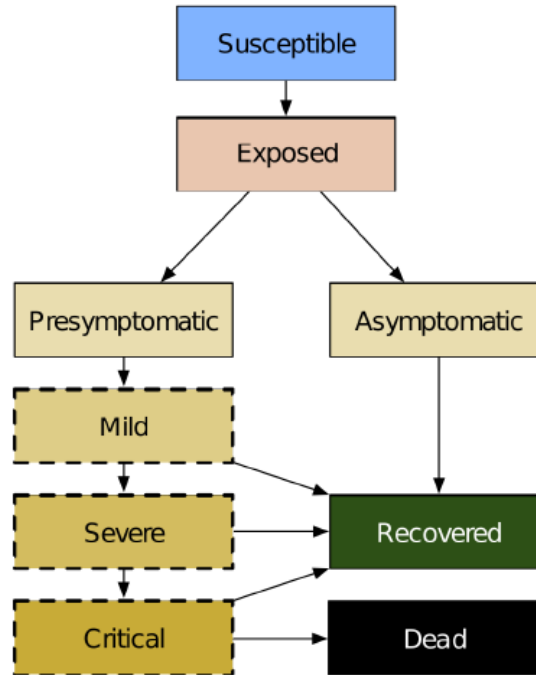 Susceptible
Exposed
Presymptomatic
Asymptomatic
Mild
Severe
Recovered
Critical
Dead